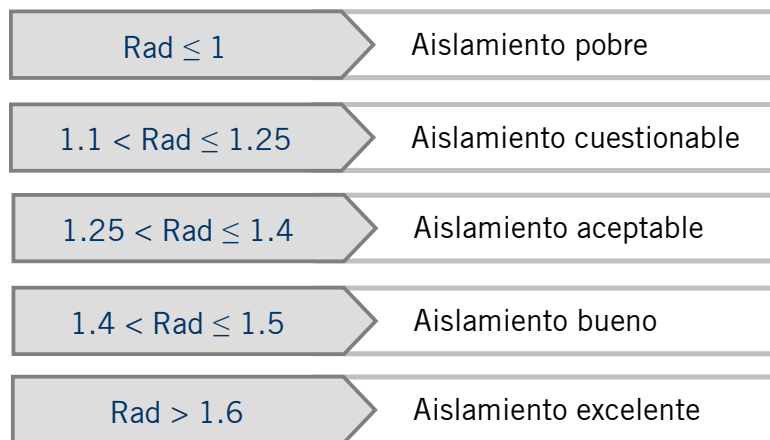 Rad ≤ 1 Aislamiento pobre
1.1 < Rad ≤ 1.25 Aislamiento cuestionable
1.25 < Rad ≤ 1.4 Aislamiento aceptable
1.4 < Rad ≤ 1.5 Aislamiento bueno
Rad > 1.6 Aislamiento excelente